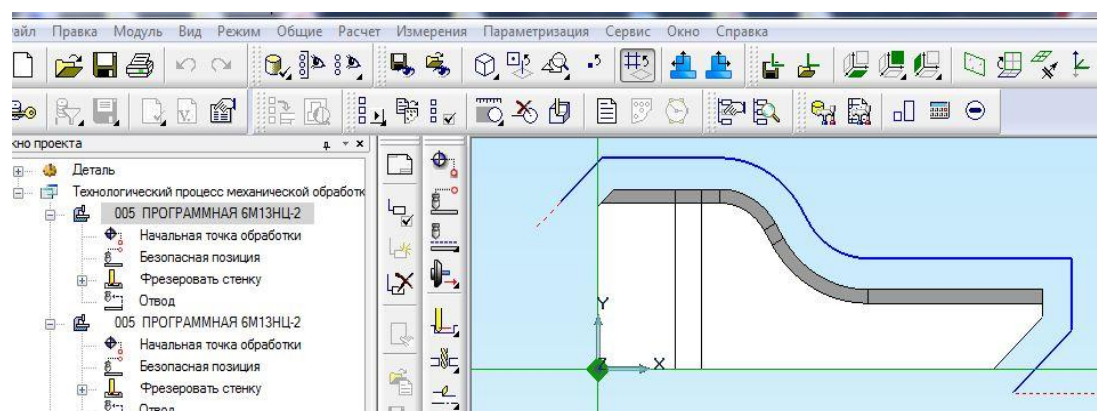 айл Правка Модуль Вид Режим Общие Расчет Измерения Параметризация Сервис Окно Справка
кно проекта
Деталь
Технологический процесс механической обработк
005 ПРОГРАММНАЯ 6М13НЦ-2
Начальная точка обработки
Безопасная позиция
Фрезеровать стенку
Отвод
005 ПРОГРАММНАЯ 6М13НЦ-2
Начальная точка обработки
Безопасная позиция
Фрезеровать стенку
Отвод
Y
Z X